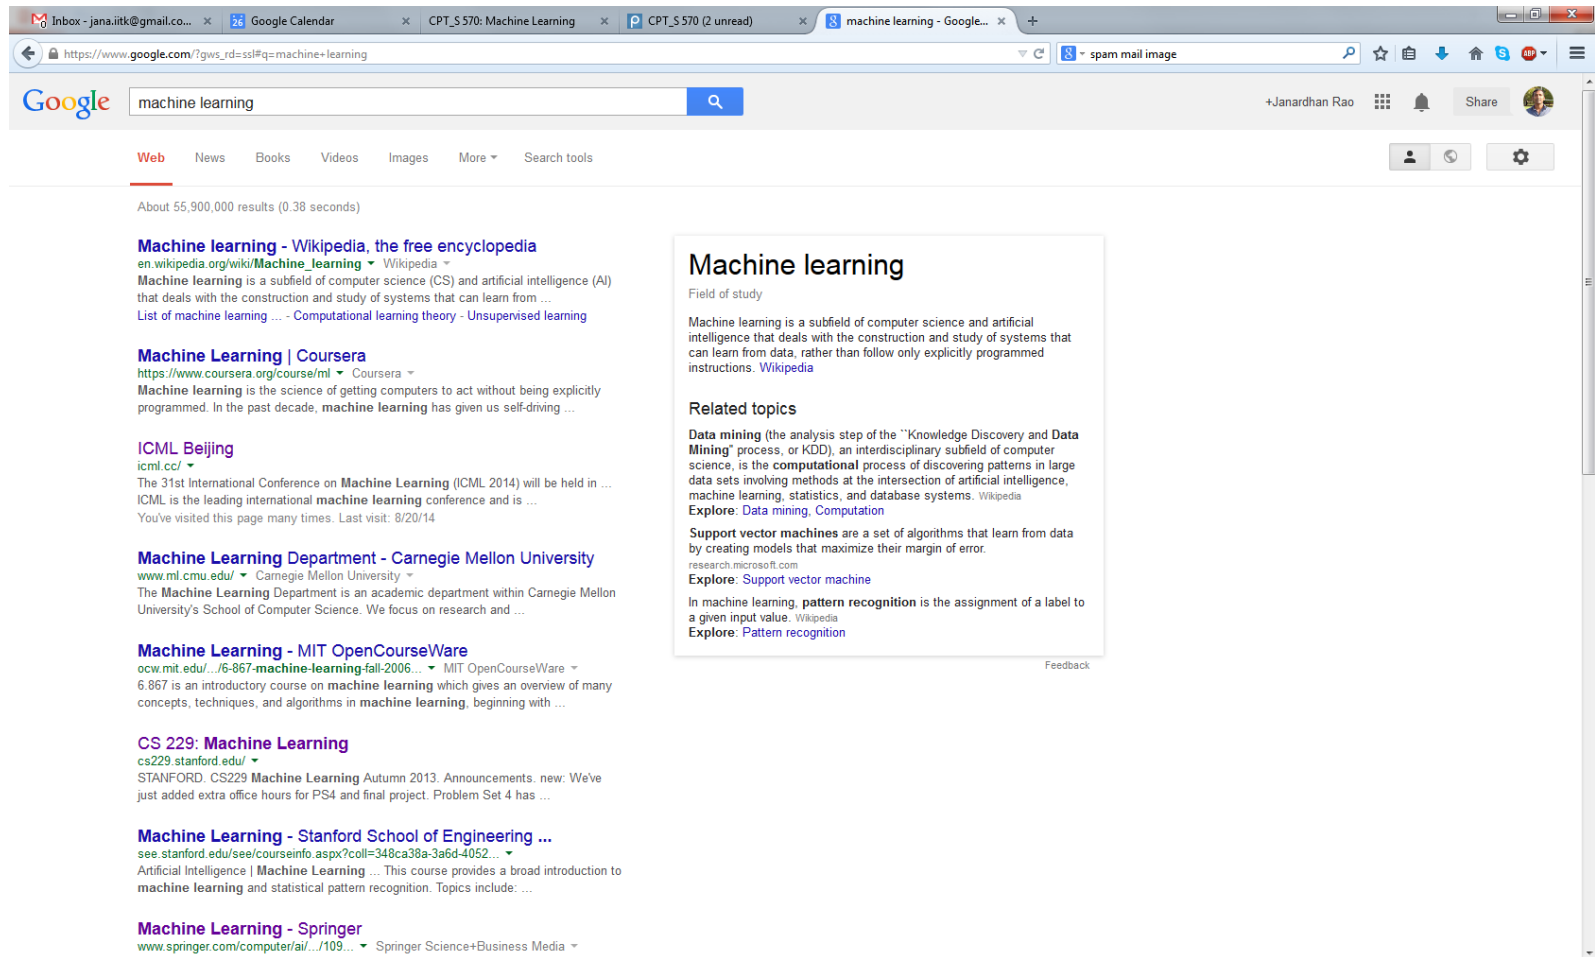 Inbox - jana.iitk@gmail.co... × 26 Google Calendar × CPT_S 570: Machine Learning × CPT_S 570 (2 unread) × machine learning - Google... × +
https://www.google.com/?gws_rd=ssl#q=machine+learning
spam mail image
ABP
Google
machine learning
+Janardhan Rao
Share
Web News Books Videos Images More Search tools
About 55,900,000 results (0.38 seconds)
Machine learning - Wikipedia, the free encyclopedia
en.wikipedia.org/wiki/Machine_learning Wikipedia
Machine learning is a subfield of computer science (CS) and artificial intelligence (AI)
that deals with the construction and study of systems that can learn from ...
List of machine learning ... - Computational learning theory - Unsupervised learning
Machine Learning | Coursera
https://www.coursera.org/course/ml Coursera
Machine learning is the science of getting computers to act without being explicitly
programmed. In the past decade, machine learning has given us self-driving ...
ICML Beijing
icml.cc/
The 31st International Conference on Machine Learning (ICML 2014) will be held in ...
ICML is the leading international machine learning conference and is ...
You've visited this page many times. Last visit: 8/20/14
Machine Learning Department - Carnegie Mellon University
www.ml.cmu.edu/ Carnegie Mellon University
The Machine Learning Department is an academic department within Carnegie Mellon
University's School of Computer Science. We focus on research and ...
Machine Learning - MIT OpenCourseWare
ocw.mit.edu/.../6-867-machine-learning-fall-2006... MIT OpenCourseWare
6.867 is an introductory course on machine learning which gives an overview of many
concepts, techniques, and algorithms in machine learning, beginning with ...
CS 229: Machine Learning
cs229.stanford.edu/
STANFORD. CS229 Machine Learning Autumn 2013. Announcements. new: We've
just added extra office hours for PS4 and final project. Problem Set 4 has ...
Machine Learning - Stanford School of Engineering ...
see.stanford.edu/see/courseinfo.aspx?coll=348ca38a-3a6d-4052...
Artificial Intelligence | Machine Learning ... This course provides a broad introduction to
machine learning and statistical pattern recognition. Topics include: ...
Machine Learning - Springer
www.springer.com/computer/ai/.../109... Springer Science+Business Media
Machine learning
Field of study
Machine learning is a subfield of computer science and artificial
intelligence that deals with the construction and study of systems that
can learn from data, rather than follow only explicitly programmed
instructions. Wikipedia
Related topics
Data mining (the analysis step of the ``Knowledge Discovery and Data
Mining" process, or KDD), an interdisciplinary subfield of computer
science, is the computational process of discovering patterns in large
data sets involving methods at the intersection of artificial intelligence,
machine learning, statistics, and database systems. Wikipedia
Explore: Data mining, Computation
Support vector machines are a set of algorithms that learn from data
by creating models that maximize their margin of error.
research.microsoft.com
Explore: Support vector machine
In machine learning, pattern recognition is the assignment of a label to
a given input value. Wikipedia
Explore: Pattern recognition
Feedback